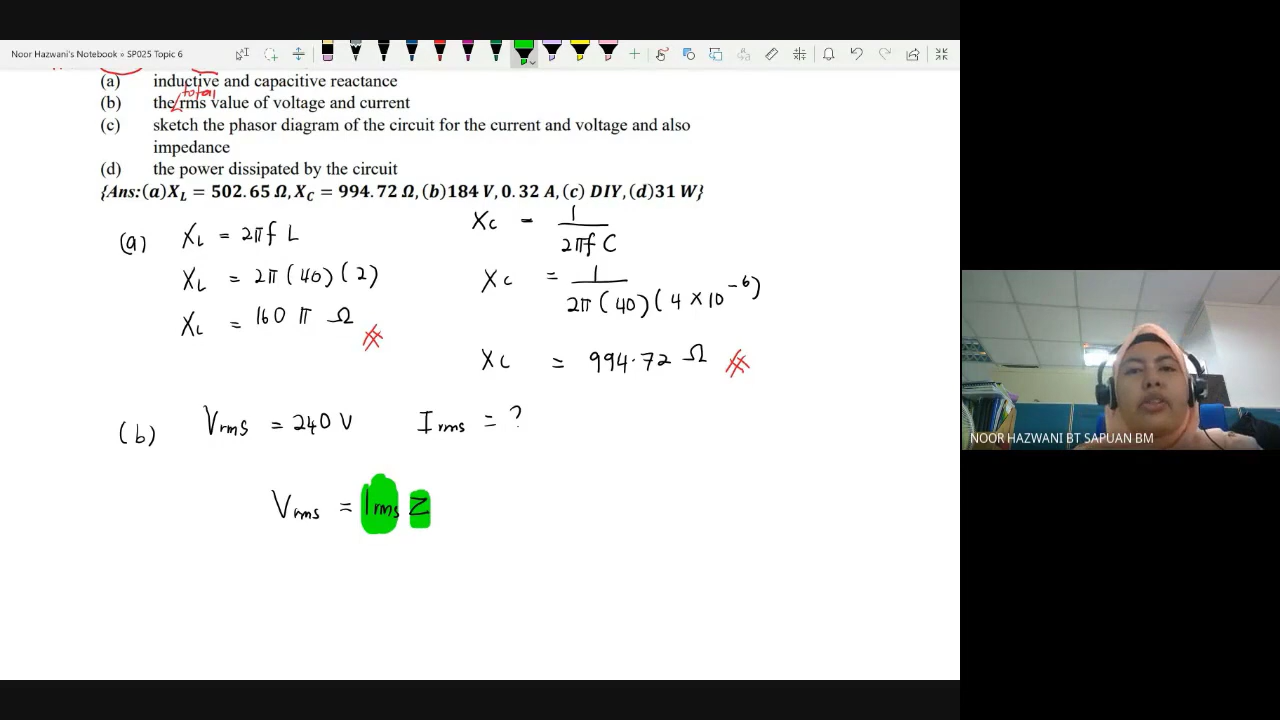 Noor Hazwani's Notebook » SP025 Topic 6
(a) inductive and capacitive reactance
total
(b) the rms value of voltage and current
(c) sketch the phasor diagram of the circuit for the current and voltage and also
impedance
(d) the power dissipated by the circuit
{Ans:(a)X_L = 502.65 Ω, X_C = 994.72 Ω, (b)184 V, 0.32 A, (c) DIY, (d)31 W}
(a) X_L = 2πf L
X_L = 2π(40)(2)
X_L = 160 π Ω
X_C = 1/(2πf C)
X_C = 1/(2π(40)(4 × 10^-6))
X_C = 994.72 Ω
(b) Vrms = 240 V Irms = ?
Vrms = Irms Z
NOOR HAZWANI BT SAPUAN BM